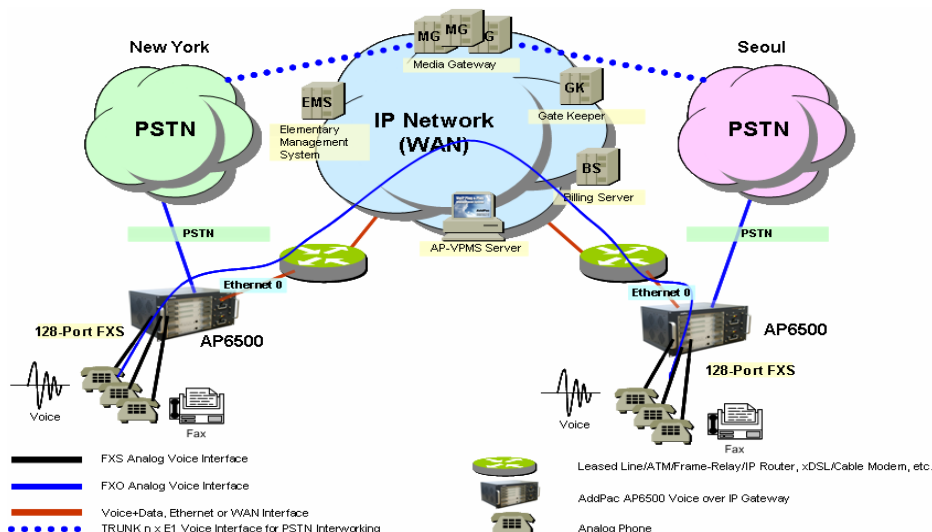 New York
Seoul
MG
MG
G
Media Gateway
EMS
Elementary
Management
System
PSTN
IP Network
(WAN)
GK
Gate Keeper
PSTN
BS
Billing Server
AP-VPMS Server
PSTN
PSTN
Ethernet 0
Ethernet 0
128-Port FXS
AP6500
AP6500
128-Port FXS
Voice
Fax
Voice
Fax
FXS Analog Voice Interface
FXO Analog Voice Interface
Voice+Data, Ethernet or WAN Interface
TRUNK n x E1 Voice Interface for PSTN Interworking
Leased Line/ATM/Frame-Relay/IP Router, xDSL/Cable Modem, etc.
AddPac AP6500 Voice over IP Gateway
Analog Phone